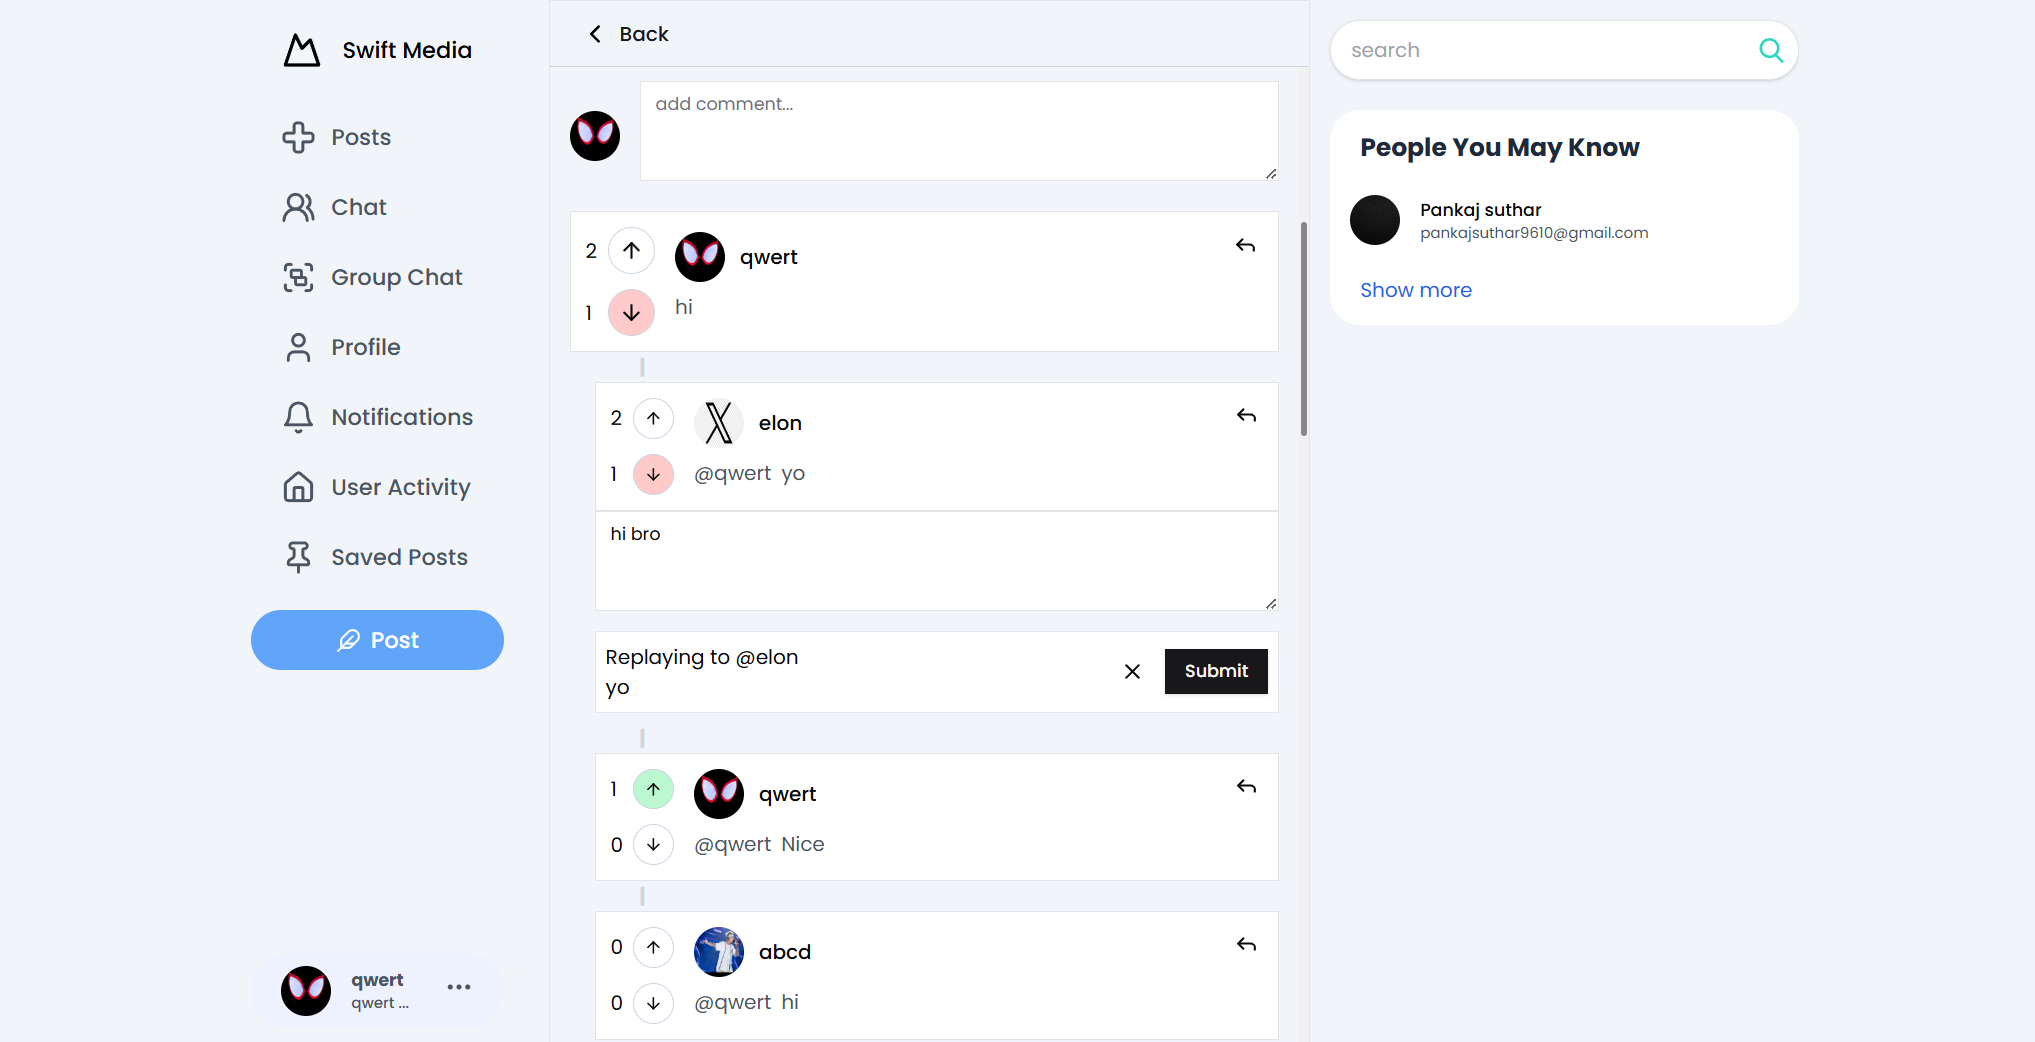 Swift Media
Posts
Chat
Group Chat
Profile
Notifications
User Activity
Saved Posts
Post
qwert
qwert ...
Back
add comment...
2
qwert
1
hi
2
elon
1
@qwert yo
hi bro
Replaying to @elon
yo
Submit
1
qwert
0
@qwert Nice
0
abcd
0
@qwert hi
search
People You May Know
Pankaj suthar
pankajsuthar9610@gmail.com
Show more